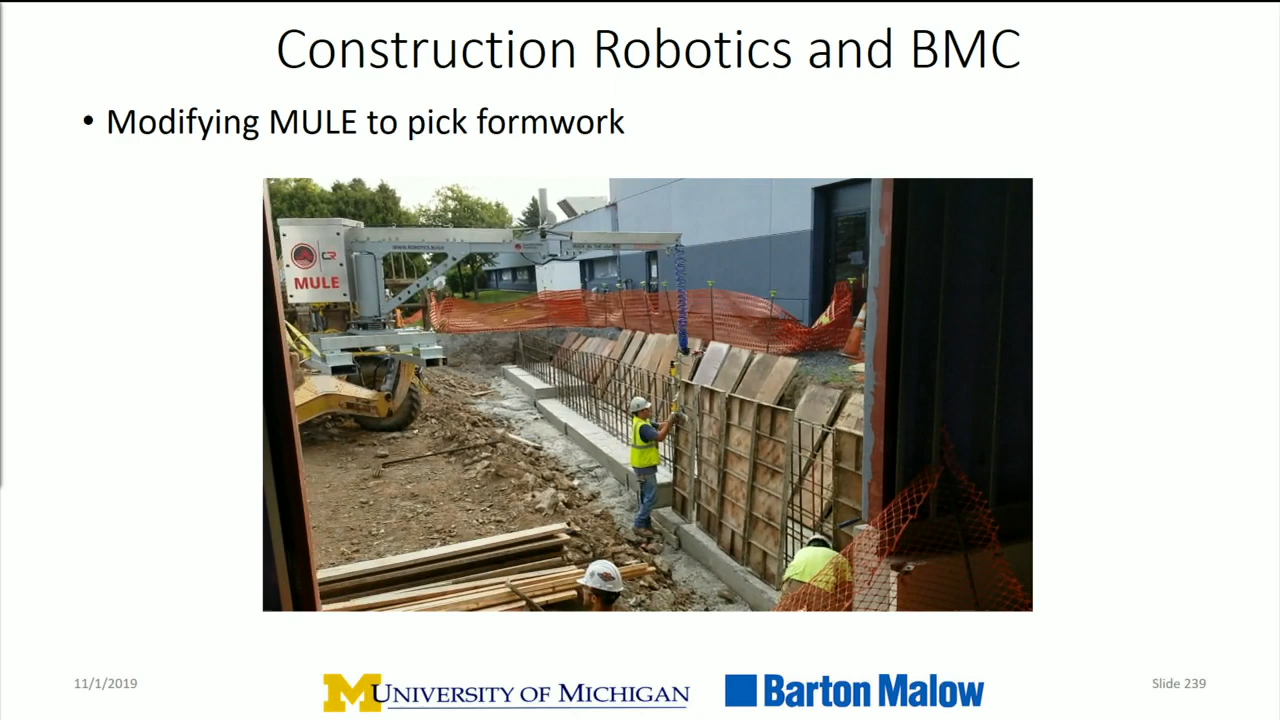 Construction Robotics and BMC
• Modifying MULE to pick formwork
CR
MULE
11/1/2019
M UNIVERSITY OF MICHIGAN
Barton Malow
Slide 239